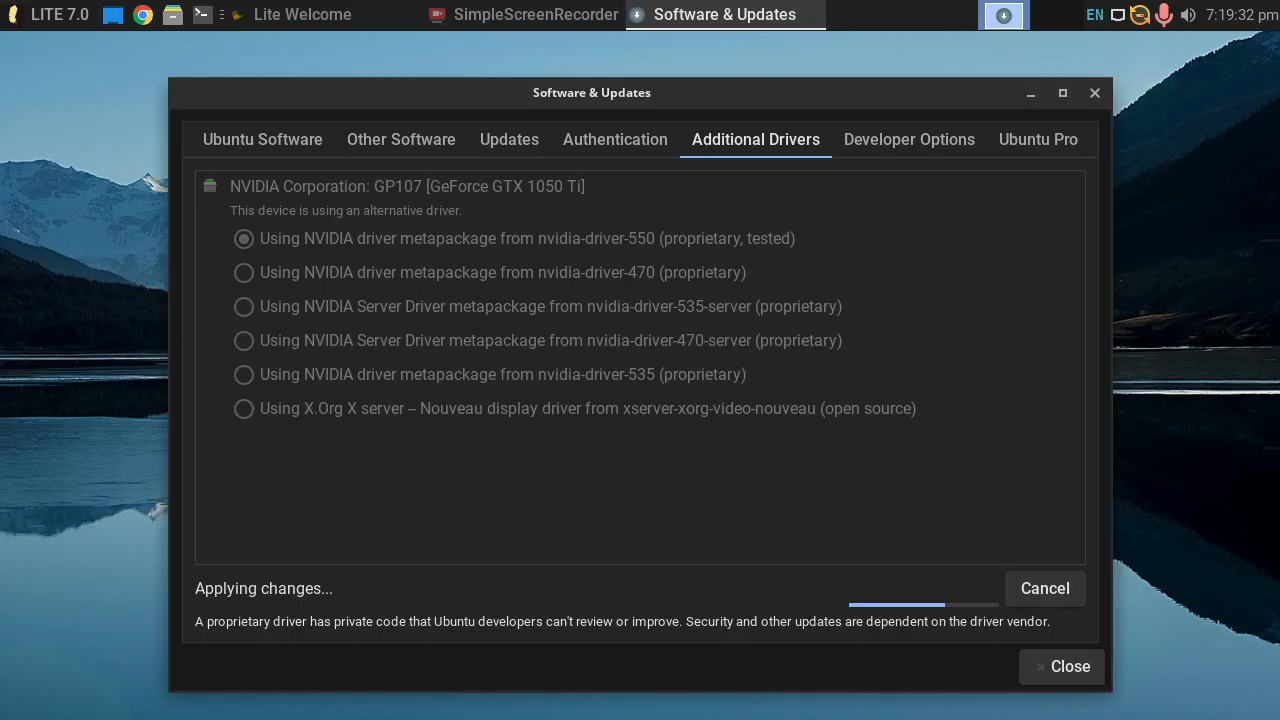 LITE 7.0 Lite Welcome SimpleScreenRecorder Software & Updates EN 7:19:32 pm
Software & Updates
Ubuntu Software Other Software Updates Authentication Additional Drivers Developer Options Ubuntu Pro
NVIDIA Corporation: GP107 [GeForce GTX 1050 Ti]
This device is using an alternative driver.
Using NVIDIA driver metapackage from nvidia-driver-550 (proprietary, tested)
Using NVIDIA driver metapackage from nvidia-driver-470 (proprietary)
Using NVIDIA Server Driver metapackage from nvidia-driver-535-server (proprietary)
Using NVIDIA Server Driver metapackage from nvidia-driver-470-server (proprietary)
Using NVIDIA driver metapackage from nvidia-driver-535 (proprietary)
Using X.Org X server – Nouveau display driver from xserver-xorg-video-nouveau (open source)
Applying changes... Cancel
A proprietary driver has private code that Ubuntu developers can't review or improve. Security and other updates are dependent on the driver vendor.
Close